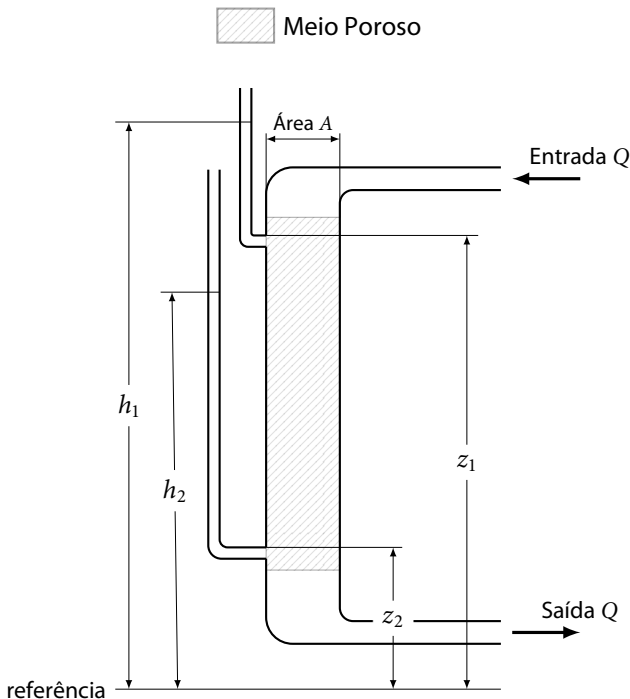 Meio Poroso
Área A
Entrada Q
h₁
z₁
h₂
z₂
Saída Q
referência